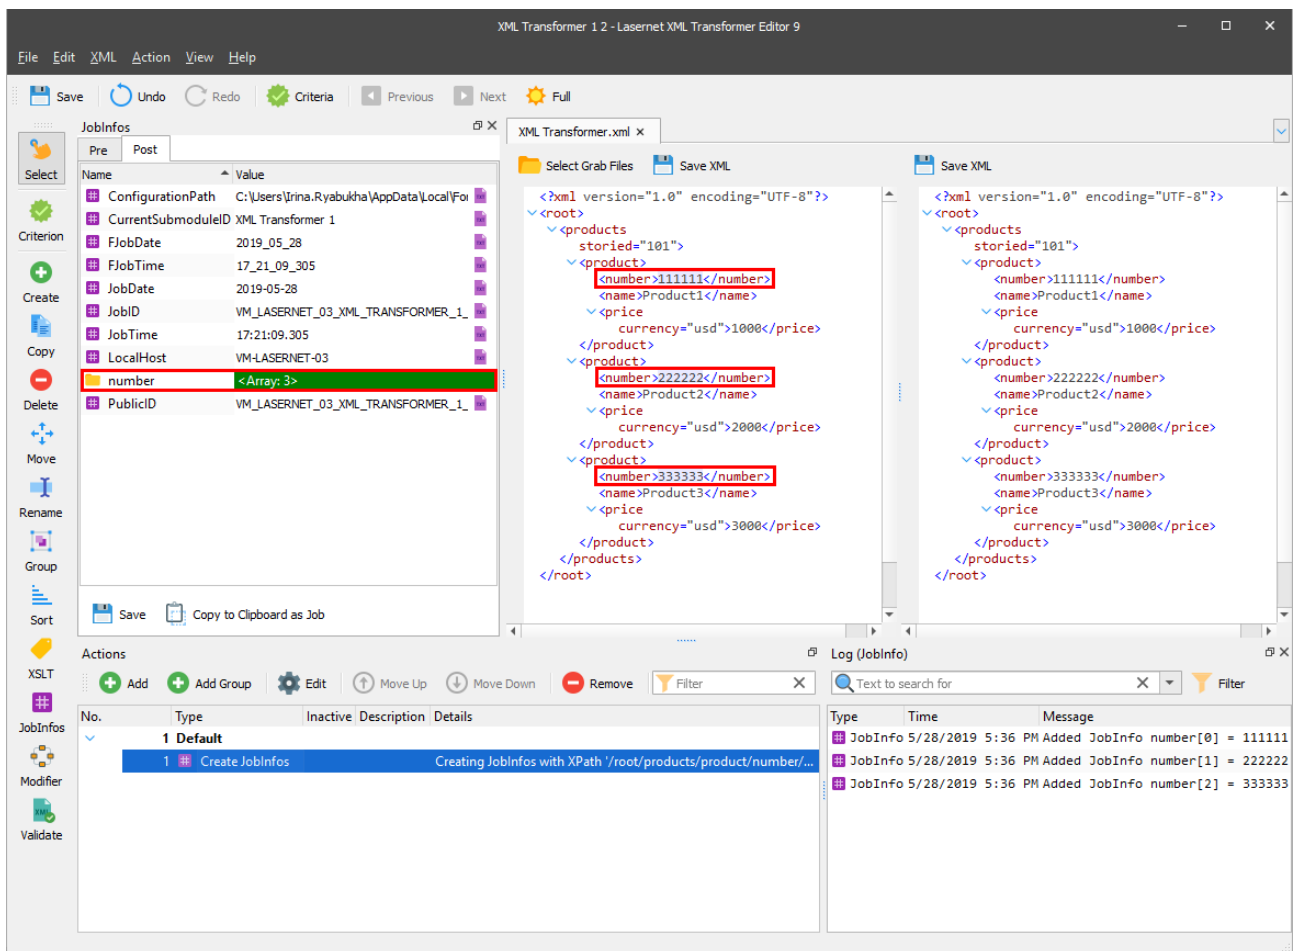 XML Transformer 1 2 - Lasernet XML Transformer Editor 9
File Edit XML Action View Help
Save Undo Redo Criteria Previous Next Full
Select
Criterion
Create
Copy
Delete
Move
Rename
Group
Sort
XSLT
JobInfos
Modifier
Validate
JobInfos
Pre Post
Name Value
ConfigurationPath C:\Users\Irina.Ryabukha\AppData\Local\For
CurrentSubmoduleID XML Transformer 1
FJobDate 2019_05_28
FJobTime 17_21_09_305
JobDate 2019-05-28
JobID VM_LASERNET_03_XML_TRANSFORMER_1_
JobTime 17:21:09.305
LocalHost VM-LASERNET-03
number <Array: 3>
PublicID VM_LASERNET_03_XML_TRANSFORMER_1_
Save Copy to Clipboard as Job
XML Transformer.xml ×
Select Grab Files Save XML
<?xml version="1.0" encoding="UTF-8"?>
<root>
<products
storied="101">
<product>
<number>111111</number>
<name>Product1</name>
<price
currency="usd">1000</price>
</product>
<product>
<number>222222</number>
<name>Product2</name>
<price
currency="usd">2000</price>
</product>
<product>
<number>333333</number>
<name>Product3</name>
<price
currency="usd">3000</price>
</product>
</products>
</root>
Save XML
<?xml version="1.0" encoding="UTF-8"?>
<root>
<products
storied="101">
<product>
<number>111111</number>
<name>Product1</name>
<price
currency="usd">1000</price>
</product>
<product>
<number>222222</number>
<name>Product2</name>
<price
currency="usd">2000</price>
</product>
<product>
<number>333333</number>
<name>Product3</name>
<price
currency="usd">3000</price>
</product>
</products>
</root>
Actions
Add Add Group Edit Move Up Move Down Remove Filter
No. Type Inactive Description Details
1 Default
1 Create JobInfos Creating JobInfos with XPath '/root/products/product/number/...
Log (JobInfo)
Text to search for Filter
Type Time Message
JobInfo 5/28/2019 5:36 PM Added JobInfo number[0] = 111111
JobInfo 5/28/2019 5:36 PM Added JobInfo number[1] = 222222
JobInfo 5/28/2019 5:36 PM Added JobInfo number[2] = 333333